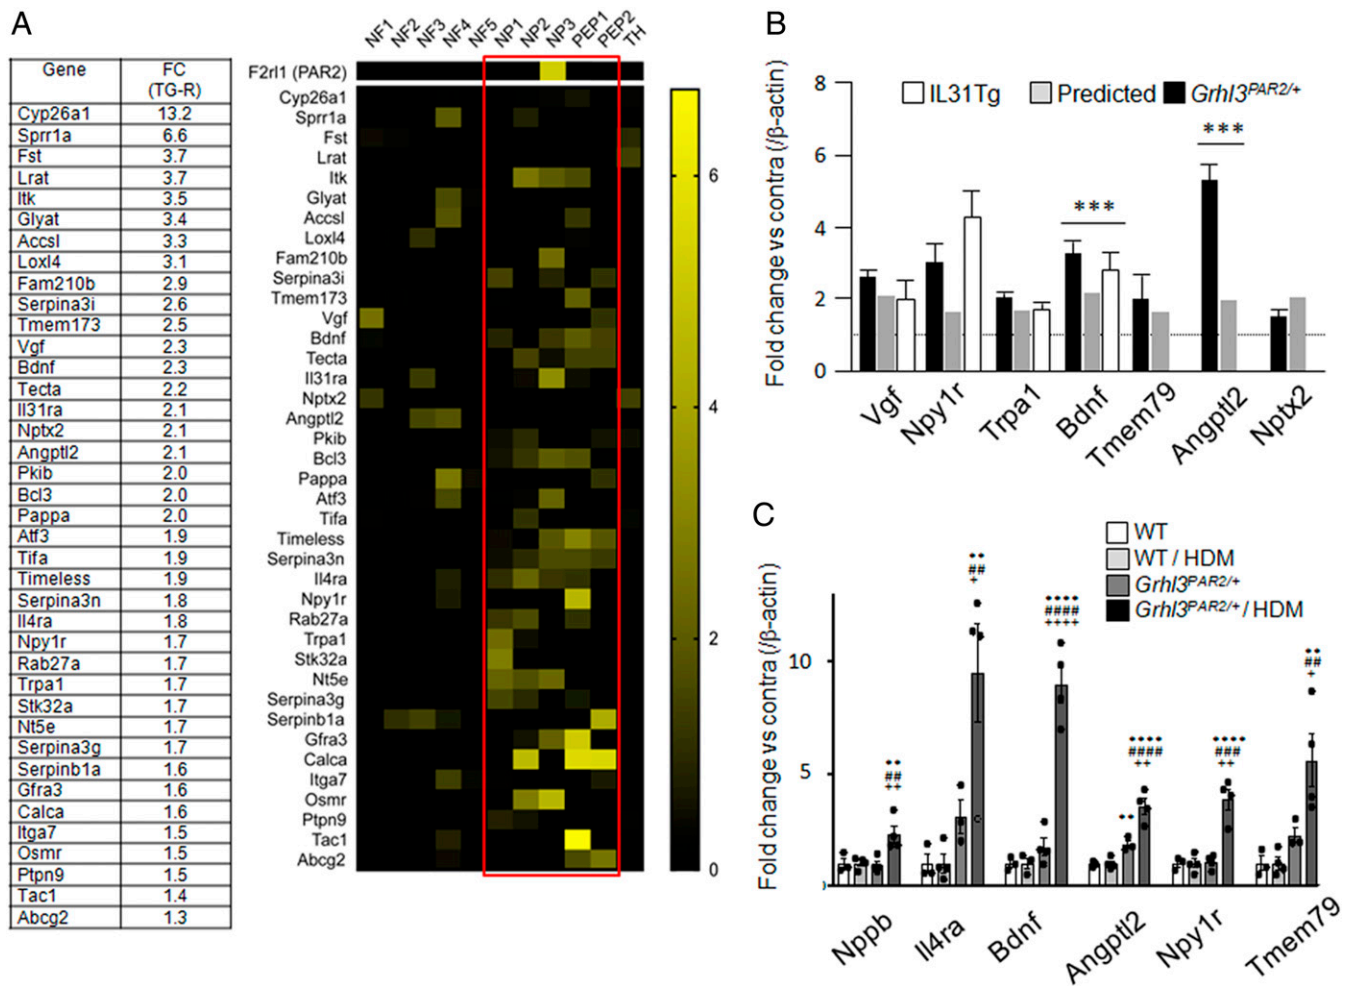 A
Gene FC
(TG-R)
Cyp26a1 13.2
Sprr1a 6.6
Fst 3.7
Lrat 3.7
Itk 3.5
Glyat 3.4
Accsl 3.3
Loxl4 3.1
Fam210b 2.9
Serpina3i 2.6
Tmem173 2.5
Vgf 2.3
Bdnf 2.3
Tecta 2.2
Il31ra 2.1
Nptx2 2.1
Angptl2 2.1
Pkib 2.0
Bcl3 2.0
Pappa 2.0
Atf3 1.9
Tifa 1.9
Timeless 1.9
Serpina3n 1.8
Il4ra 1.8
Npy1r 1.7
Rab27a 1.7
Trpa1 1.7
Stk32a 1.7
Nt5e 1.7
Serpina3g 1.7
Serpinb1a 1.6
Gfra3 1.6
Calca 1.6
Itga7 1.5
Osmr 1.5
Ptpn9 1.5
Tac1 1.4
Abcg2 1.3
NF1 NF2 NF3 NF4 NF5 NP1 NP2 NP3 PEP1 PEP2 TH
F2rl1 (PAR2)
Cyp26a1
Sprr1a
Fst
Lrat
Itk
Glyat
Accsl
Loxl4
Fam210b
Serpina3i
Tmem173
Vgf
Bdnf
Tecta
Il31ra
Nptx2
Angptl2
Pkib
Bcl3
Pappa
Atf3
Tifa
Timeless
Serpina3n
Il4ra
Npy1r
Rab27a
Trpa1
Stk32a
Nt5e
Serpina3g
Serpinb1a
Gfra3
Calca
Itga7
Osmr
Ptpn9
Tac1
Abcg2
6
4
2
0
B
Fold change vs contra (/β-actin)
8
6
4
2
0
IL31Tg Predicted Grhl3PAR2/+
***
***
Vgf Npy1r Trpa1 Bdnf Tmem79 Angptl2 Nptx2
C
Fold change vs contra (/β-actin)
10
5
WT
WT / HDM
Grhl3PAR2/+
Grhl3PAR2/+ / HDM
**
##
++
**
##
+
****
####
++++
**
****
####
++
****
###
++
**
##
+
Nppb Il4ra Bdnf Angptl2 Npy1r Tmem79